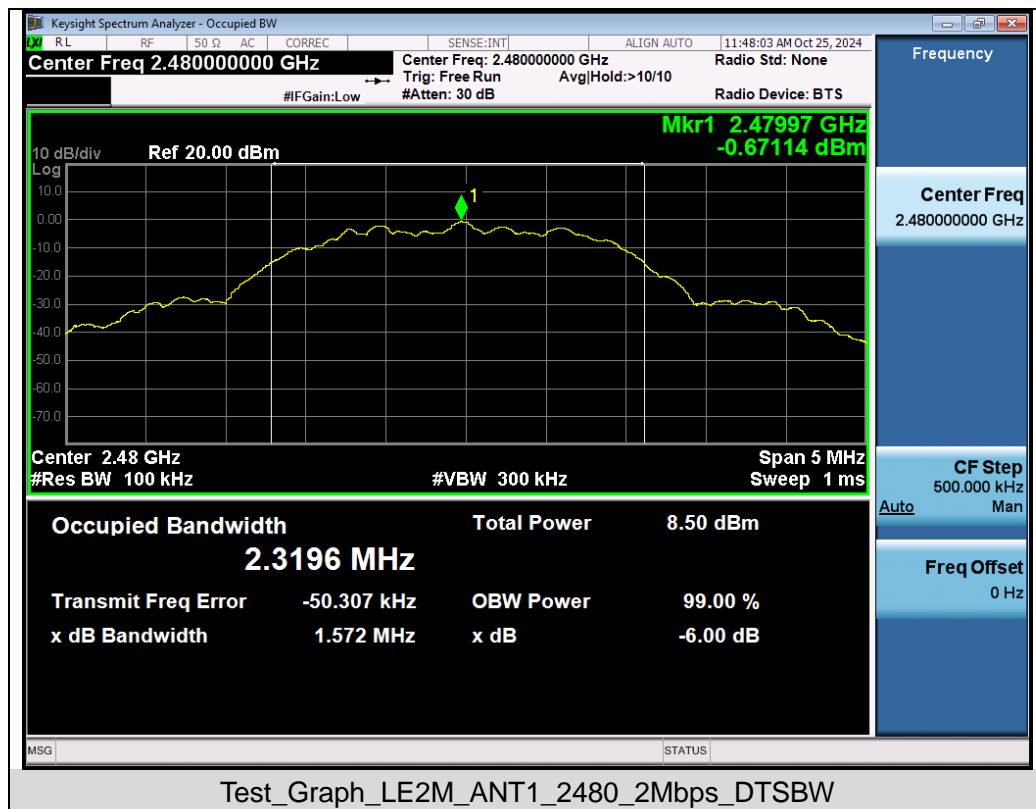 Keysight Spectrum Analyzer - Occupied BW
LXI RL RF 50 Ω AC CORREC SENSE:INT ALIGN AUTO 11:48:03 AM Oct 25, 2024
Center Freq 2.480000000 GHz
Center Freq: 2.480000000 GHz
Radio Std: None
Trig: Free Run Avg|Hold:>10/10
#IFGain:Low
#Atten: 30 dB
Radio Device: BTS
Mkr1 2.47997 GHz
-0.67114 dBm
10 dB/div Ref 20.00 dBm
Log
10.0
0.00
-10.0
-20.0
-30.0
-40.0
-50.0
-60.0
-70.0
1
Center 2.48 GHz
Span 5 MHz
#Res BW 100 kHz
#VBW 300 kHz
Sweep 1 ms
Occupied Bandwidth
2.3196 MHz
Total Power 8.50 dBm
Transmit Freq Error -50.307 kHz
OBW Power 99.00 %
x dB Bandwidth 1.572 MHz
x dB -6.00 dB
Frequency
Center Freq
2.480000000 GHz
CF Step
500.000 kHz
Auto Man
Freq Offset
0 Hz
MSG
STATUS
Test_Graph_LE2M_ANT1_2480_2Mbps_DTSBW